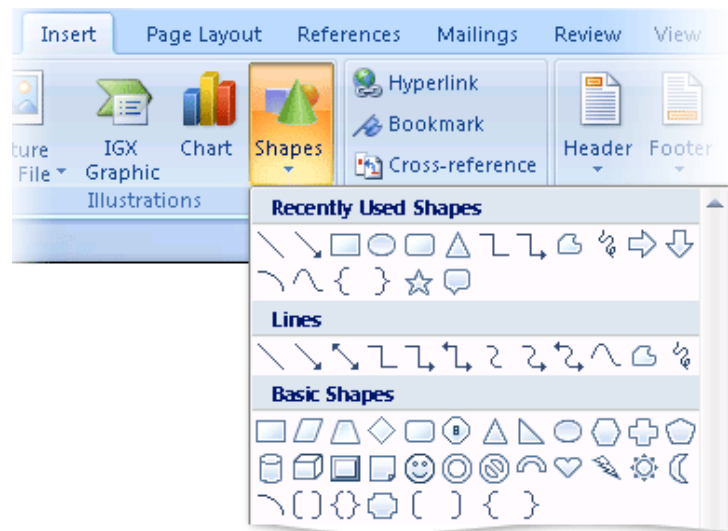 Insert Page Layout References Mailings Review View
ture File
IGX Graphic
Chart
Shapes
Hyperlink
Bookmark
Cross-reference
Header
Footer
Illustrations
Recently Used Shapes
Lines
Basic Shapes